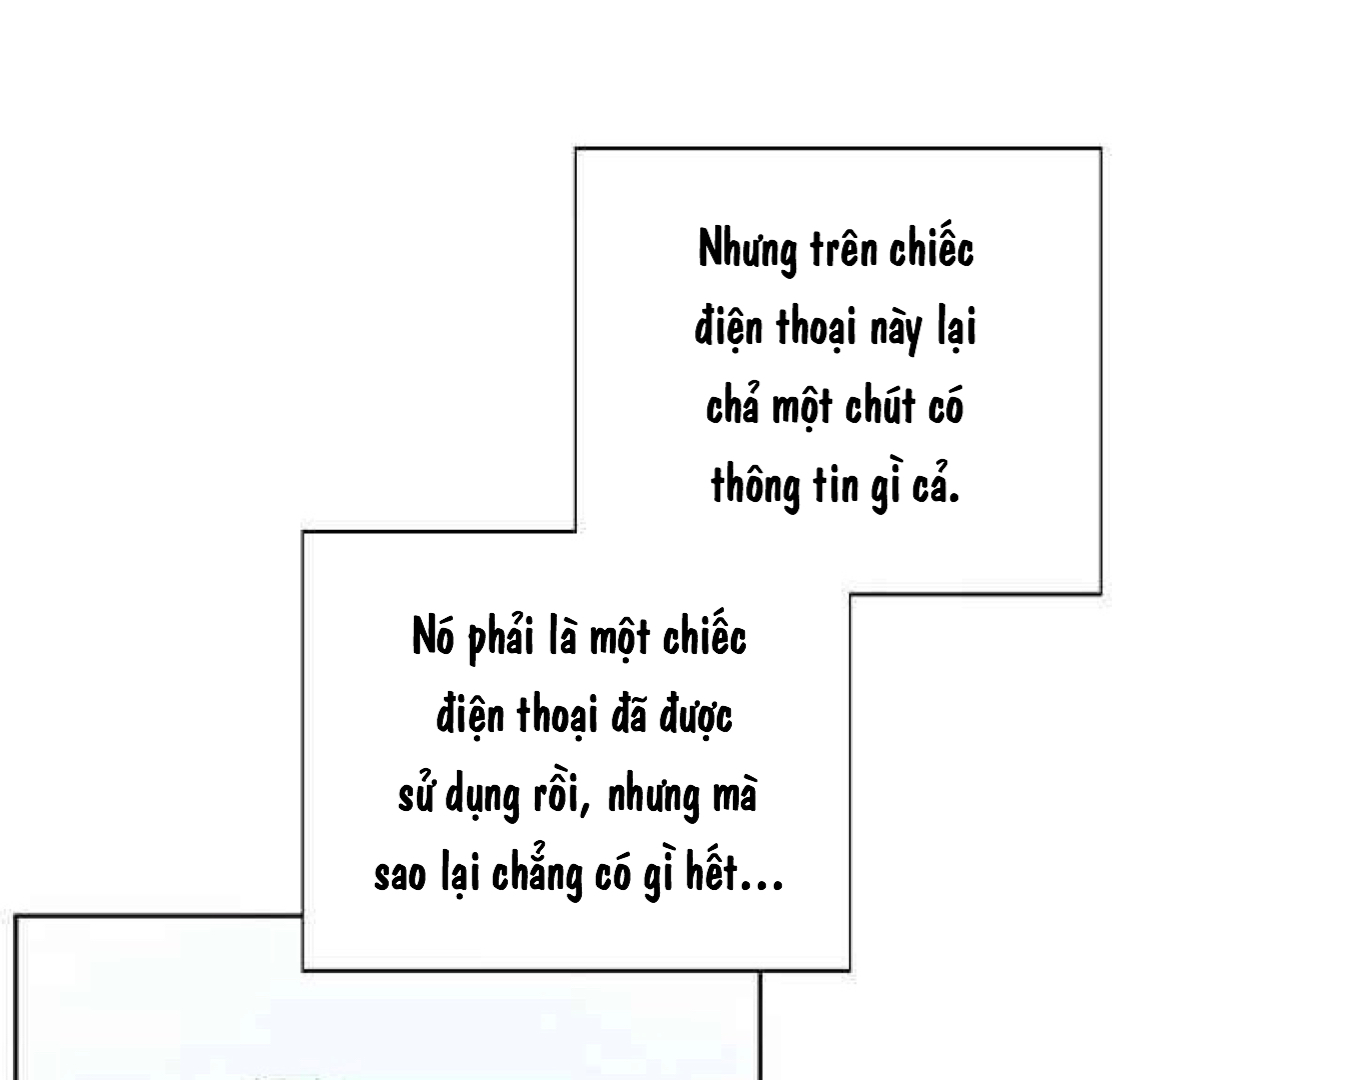 Nhưng trên chiếc
điện thoại này lại
chả một chút có
thông tin gì cả.
Nó phải là một chiếc
điện thoại đã được
sử dụng rồi, nhưng mà
sao lại chẳng có gì hết...